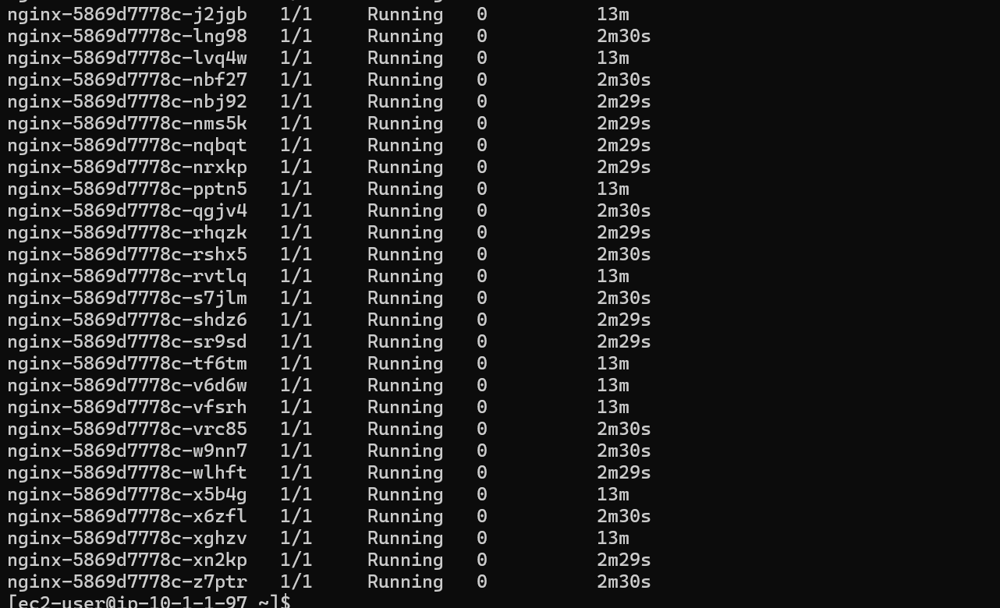 nginx-5869d7778c-j2jgb   1/1     Running   0          13m
nginx-5869d7778c-lng98   1/1     Running   0          2m30s
nginx-5869d7778c-lvq4w   1/1     Running   0          13m
nginx-5869d7778c-nbf27   1/1     Running   0          2m30s
nginx-5869d7778c-nbj92   1/1     Running   0          2m29s
nginx-5869d7778c-nms5k   1/1     Running   0          2m29s
nginx-5869d7778c-nqbqt   1/1     Running   0          2m29s
nginx-5869d7778c-nrxkp   1/1     Running   0          2m29s
nginx-5869d7778c-pptn5   1/1     Running   0          13m
nginx-5869d7778c-qgjv4   1/1     Running   0          2m30s
nginx-5869d7778c-rhqzk   1/1     Running   0          2m29s
nginx-5869d7778c-rshx5   1/1     Running   0          2m30s
nginx-5869d7778c-rvtlq   1/1     Running   0          13m
nginx-5869d7778c-s7jlm   1/1     Running   0          2m30s
nginx-5869d7778c-shdz6   1/1     Running   0          2m29s
nginx-5869d7778c-sr9sd   1/1     Running   0          2m29s
nginx-5869d7778c-tf6tm   1/1     Running   0          13m
nginx-5869d7778c-v6d6w   1/1     Running   0          13m
nginx-5869d7778c-vfsrh   1/1     Running   0          13m
nginx-5869d7778c-vrc85   1/1     Running   0          2m30s
nginx-5869d7778c-w9nn7   1/1     Running   0          2m30s
nginx-5869d7778c-wlhft   1/1     Running   0          2m29s
nginx-5869d7778c-x5b4g   1/1     Running   0          13m
nginx-5869d7778c-x6zfl   1/1     Running   0          2m30s
nginx-5869d7778c-xghzv   1/1     Running   0          13m
nginx-5869d7778c-xn2kp   1/1     Running   0          2m29s
nginx-5869d7778c-z7ptr   1/1     Running   0          2m30s
[ec2-user@ip-10-1-1-97 ~]$